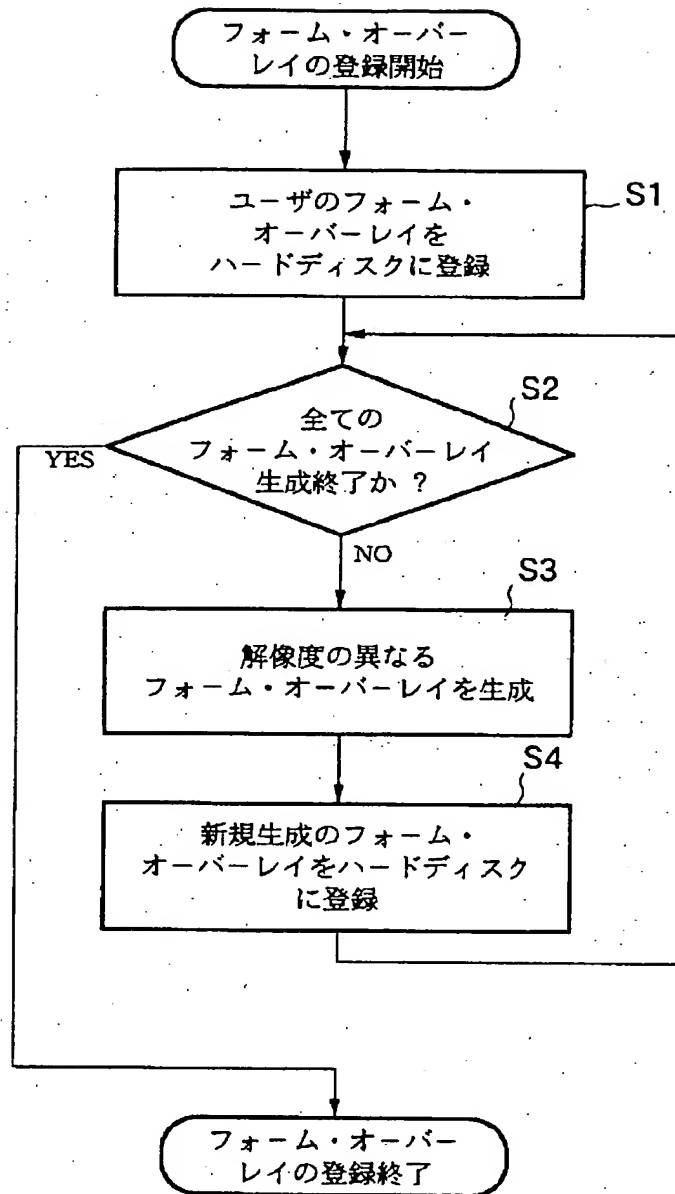 フォーム・オーバー
レイの登録開始
ユーザのフォーム・
オーバーレイを
ハードディスクに登録
S1
S2
全ての
フォーム・オーバーレイ
生成終了か ?
YES
NO
S3
解像度の異なる
フォーム・オーバーレイを生成
S4
新規生成のフォーム・
オーバーレイをハードディスク
に登録
フォーム・オーバー
レイの登録終了